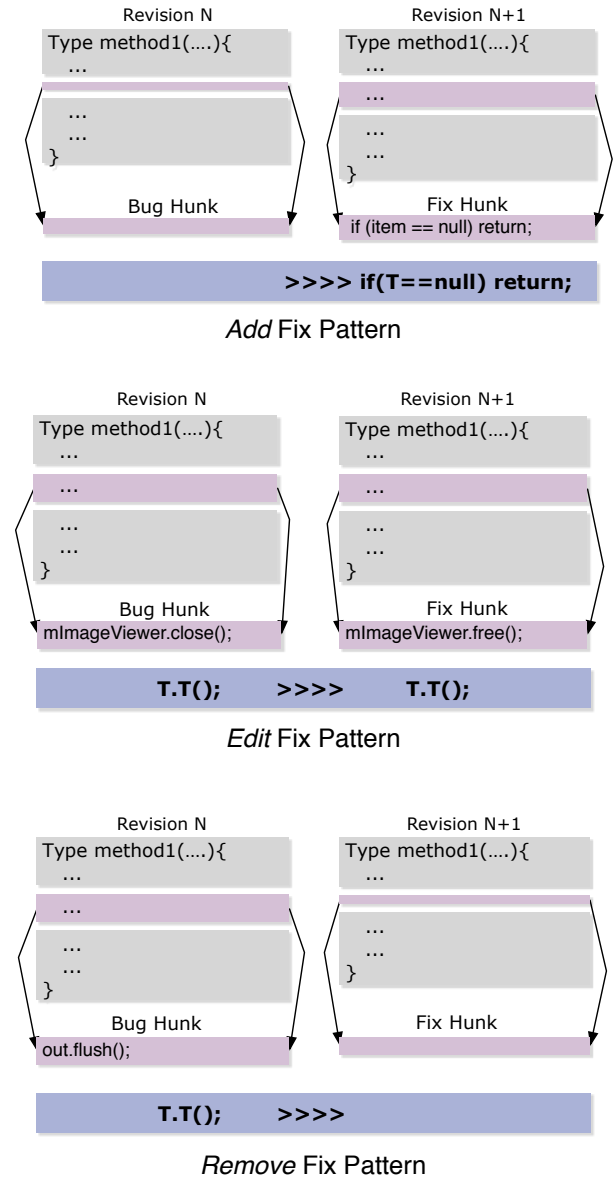 Revision N Revision N+1
Type method1(....){ Type method1(....){
... ...
...
... ...
... ...
} }
Bug Hunk Fix Hunk
if (item == null) return;
>>>> if(T==null) return;
Add Fix Pattern
Revision N Revision N+1
Type method1(....){ Type method1(....){
... ...
... ...
... ...
... ...
} }
Bug Hunk Fix Hunk
mImageViewer.close(); mImageViewer.free();
T.T(); >>>> T.T();
Edit Fix Pattern
Revision N Revision N+1
Type method1(....){ Type method1(....){
... ...
...
... ...
... ...
} }
Bug Hunk Fix Hunk
out.flush();
T.T(); >>>>
Remove Fix Pattern